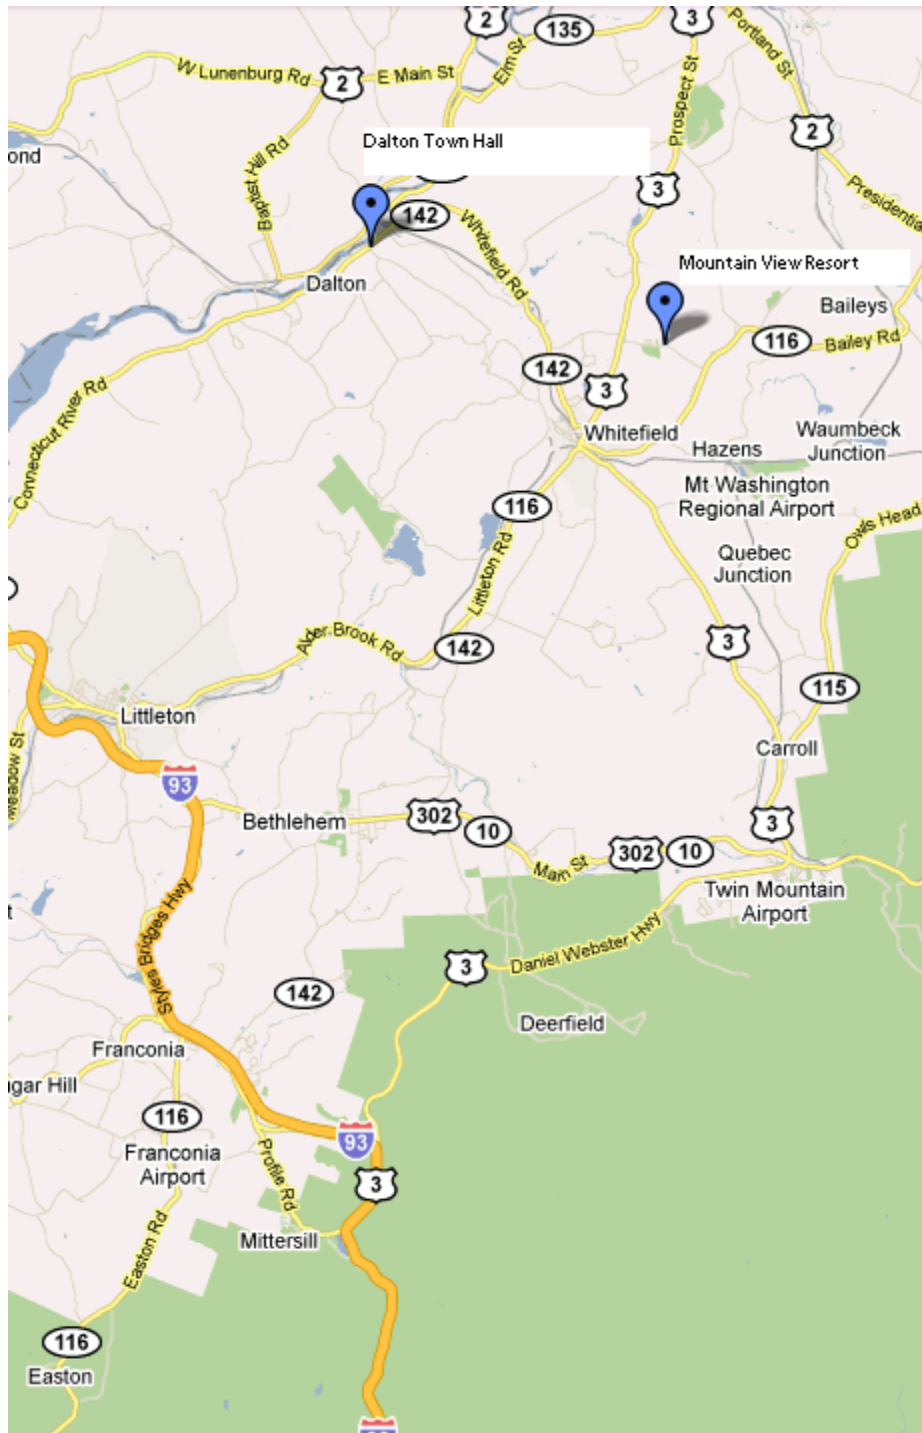 2
135
3
Portland St
W Lunenburg Rd
2
E Main St
Elm St
Prospect St
2
Dalton Town Hall
ond
Baptist Hill Rd
3
Presidentia
142
Whitefield Rd
Mountain View Resort
Dalton
Baileys
116
Bailey Rd
142
3
Connecticut River Rd
Whitefield
Waumbeck
Junction
Hazens
Mt Washington
Regional Airport
116
Owls Head
Littleton Rd
Quebec
Junction
Alder Brook Rd
142
3
115
Littleton
Meadow St
Carroll
93
Bethlehem
302
10
3
Main St
302
10
Twin Mountain
Airport
Styles Bridges Hwy
Daniel Webster Hwy
3
142
Deerfield
Franconia
gar Hill
116
93
Franconia
Airport
Profile Rd
3
Easton Rd
Mittersill
116
Easton